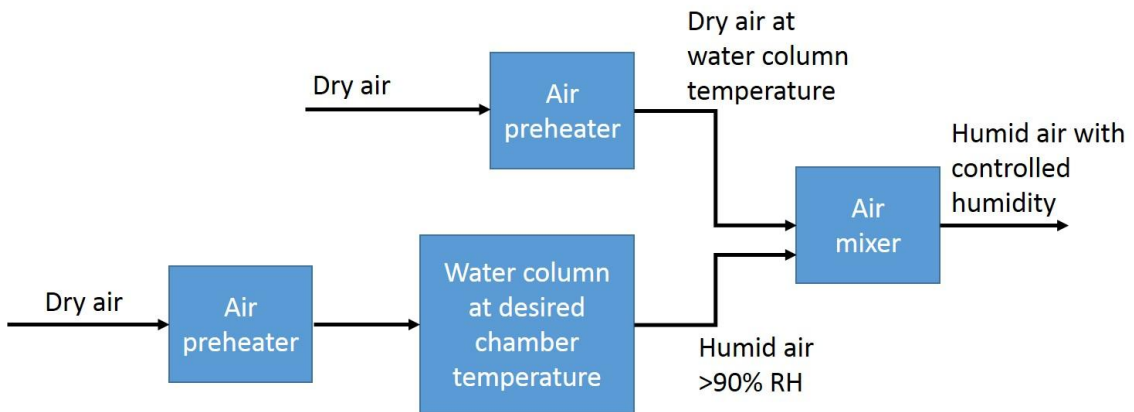 Dry air at
water column
temperature
Dry air
Air
preheater
Humid air with
controlled
humidity
Air
mixer
Dry air
Air
preheater
Water column
at desired
chamber
temperature
Humid air
>90% RH